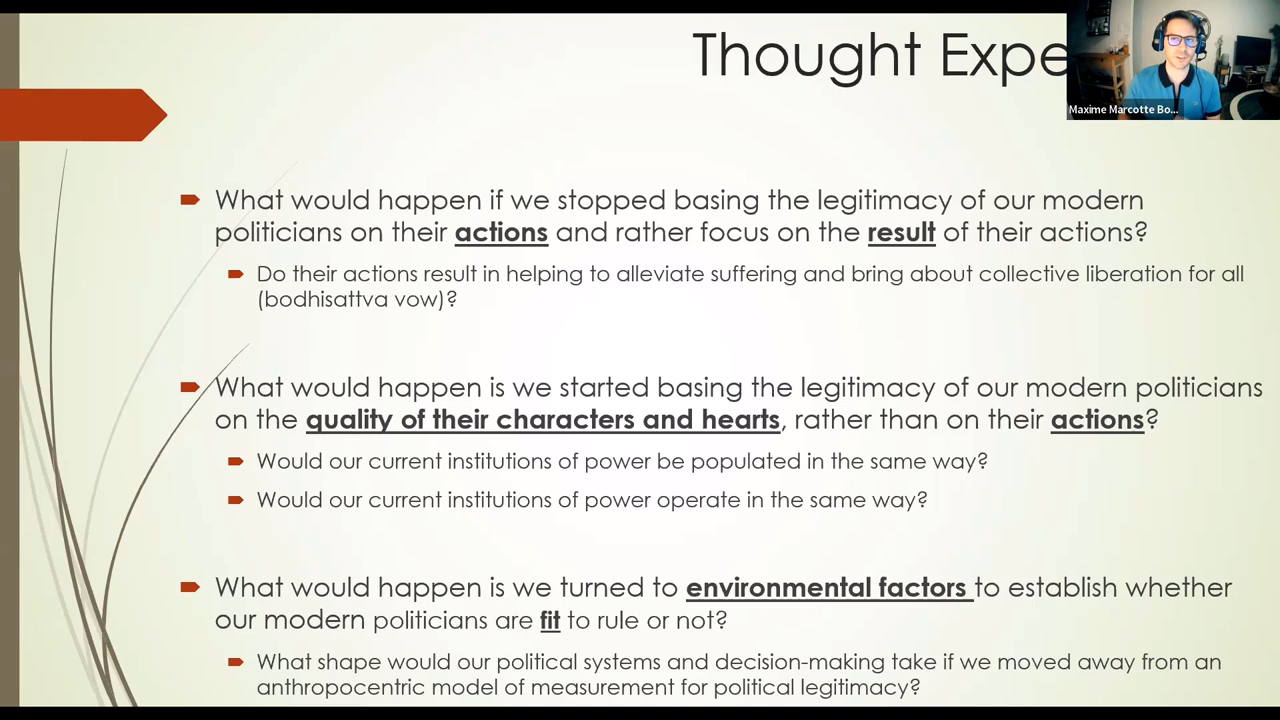 Thought Expe
Maxime Marcotte Bo...
What would happen if we stopped basing the legitimacy of our modern
politicians on their actions and rather focus on the result of their actions?
Do their actions result in helping to alleviate suffering and bring about collective liberation for all
(bodhisattva vow)?
What would happen is we started basing the legitimacy of our modern politicians
on the quality of their characters and hearts, rather than on their actions?
Would our current institutions of power be populated in the same way?
Would our current institutions of power operate in the same way?
What would happen is we turned to environmental factors to establish whether
our modern politicians are fit to rule or not?
What shape would our political systems and decision-making take if we moved away from an
anthropocentric model of measurement for political legitimacy?